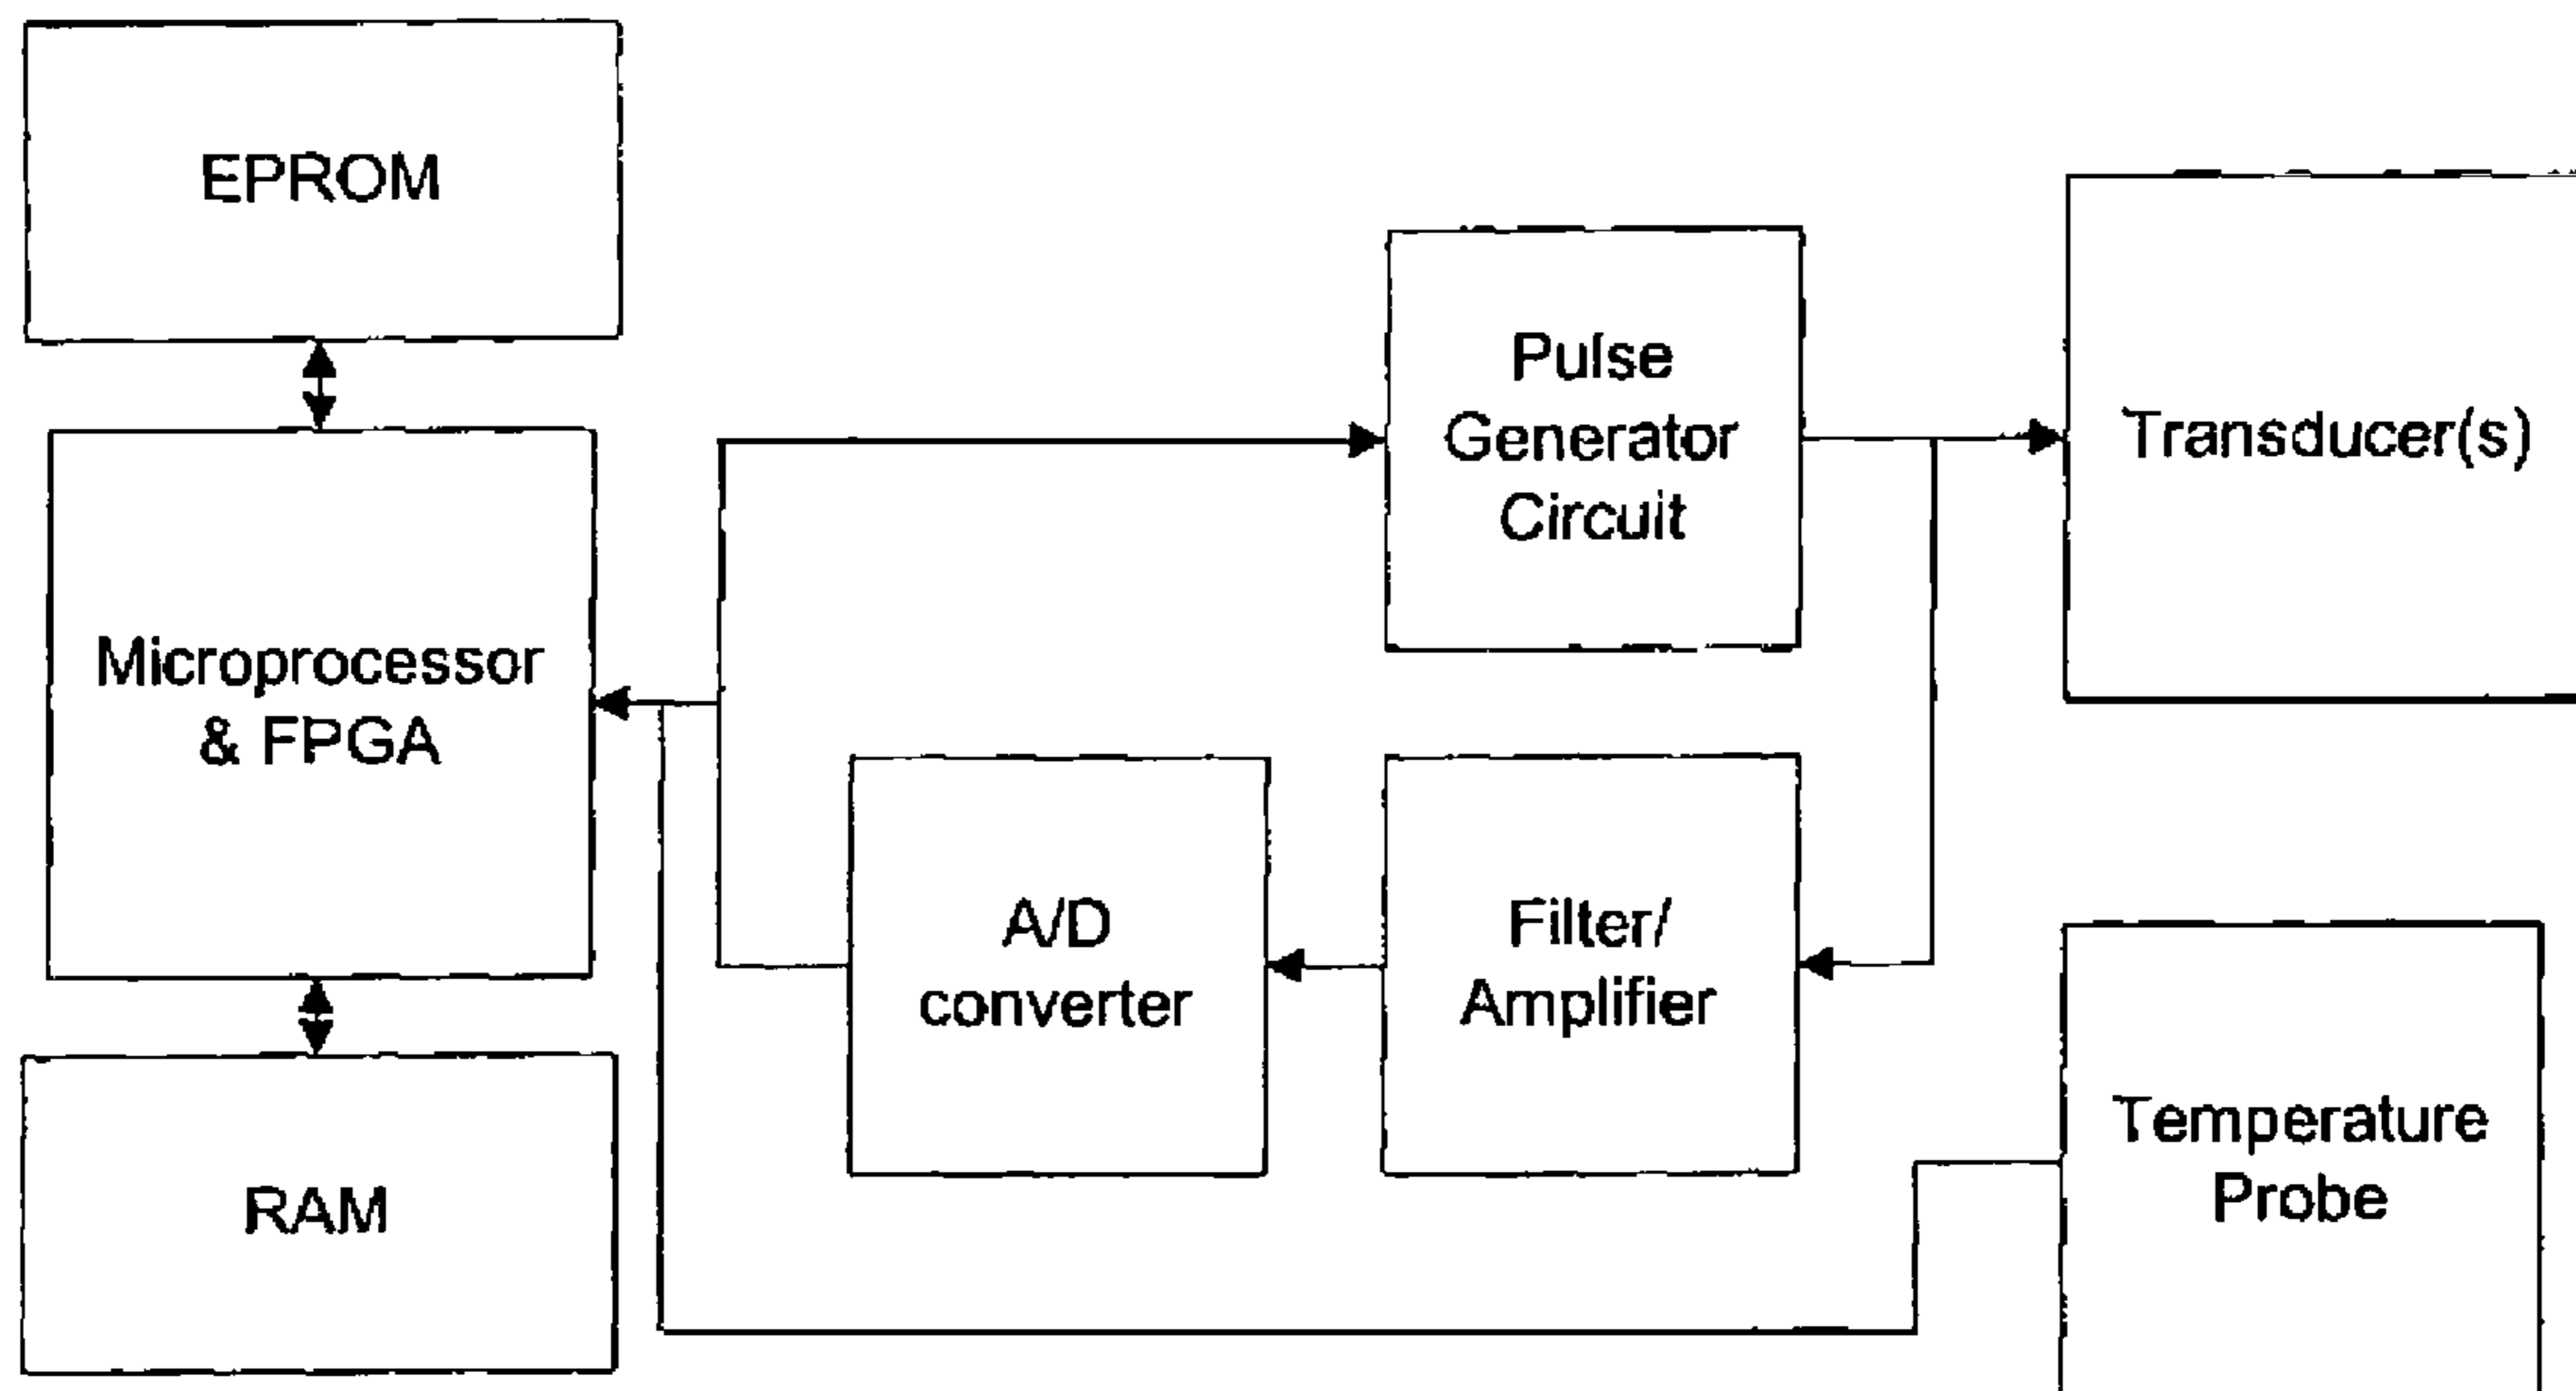 EPROM
Pulse
Generator
Circuit
Transducer(s)
Microprocessor
& FPGA
A/D
converter
Filter/
Amplifier
Temperature
Probe
RAM